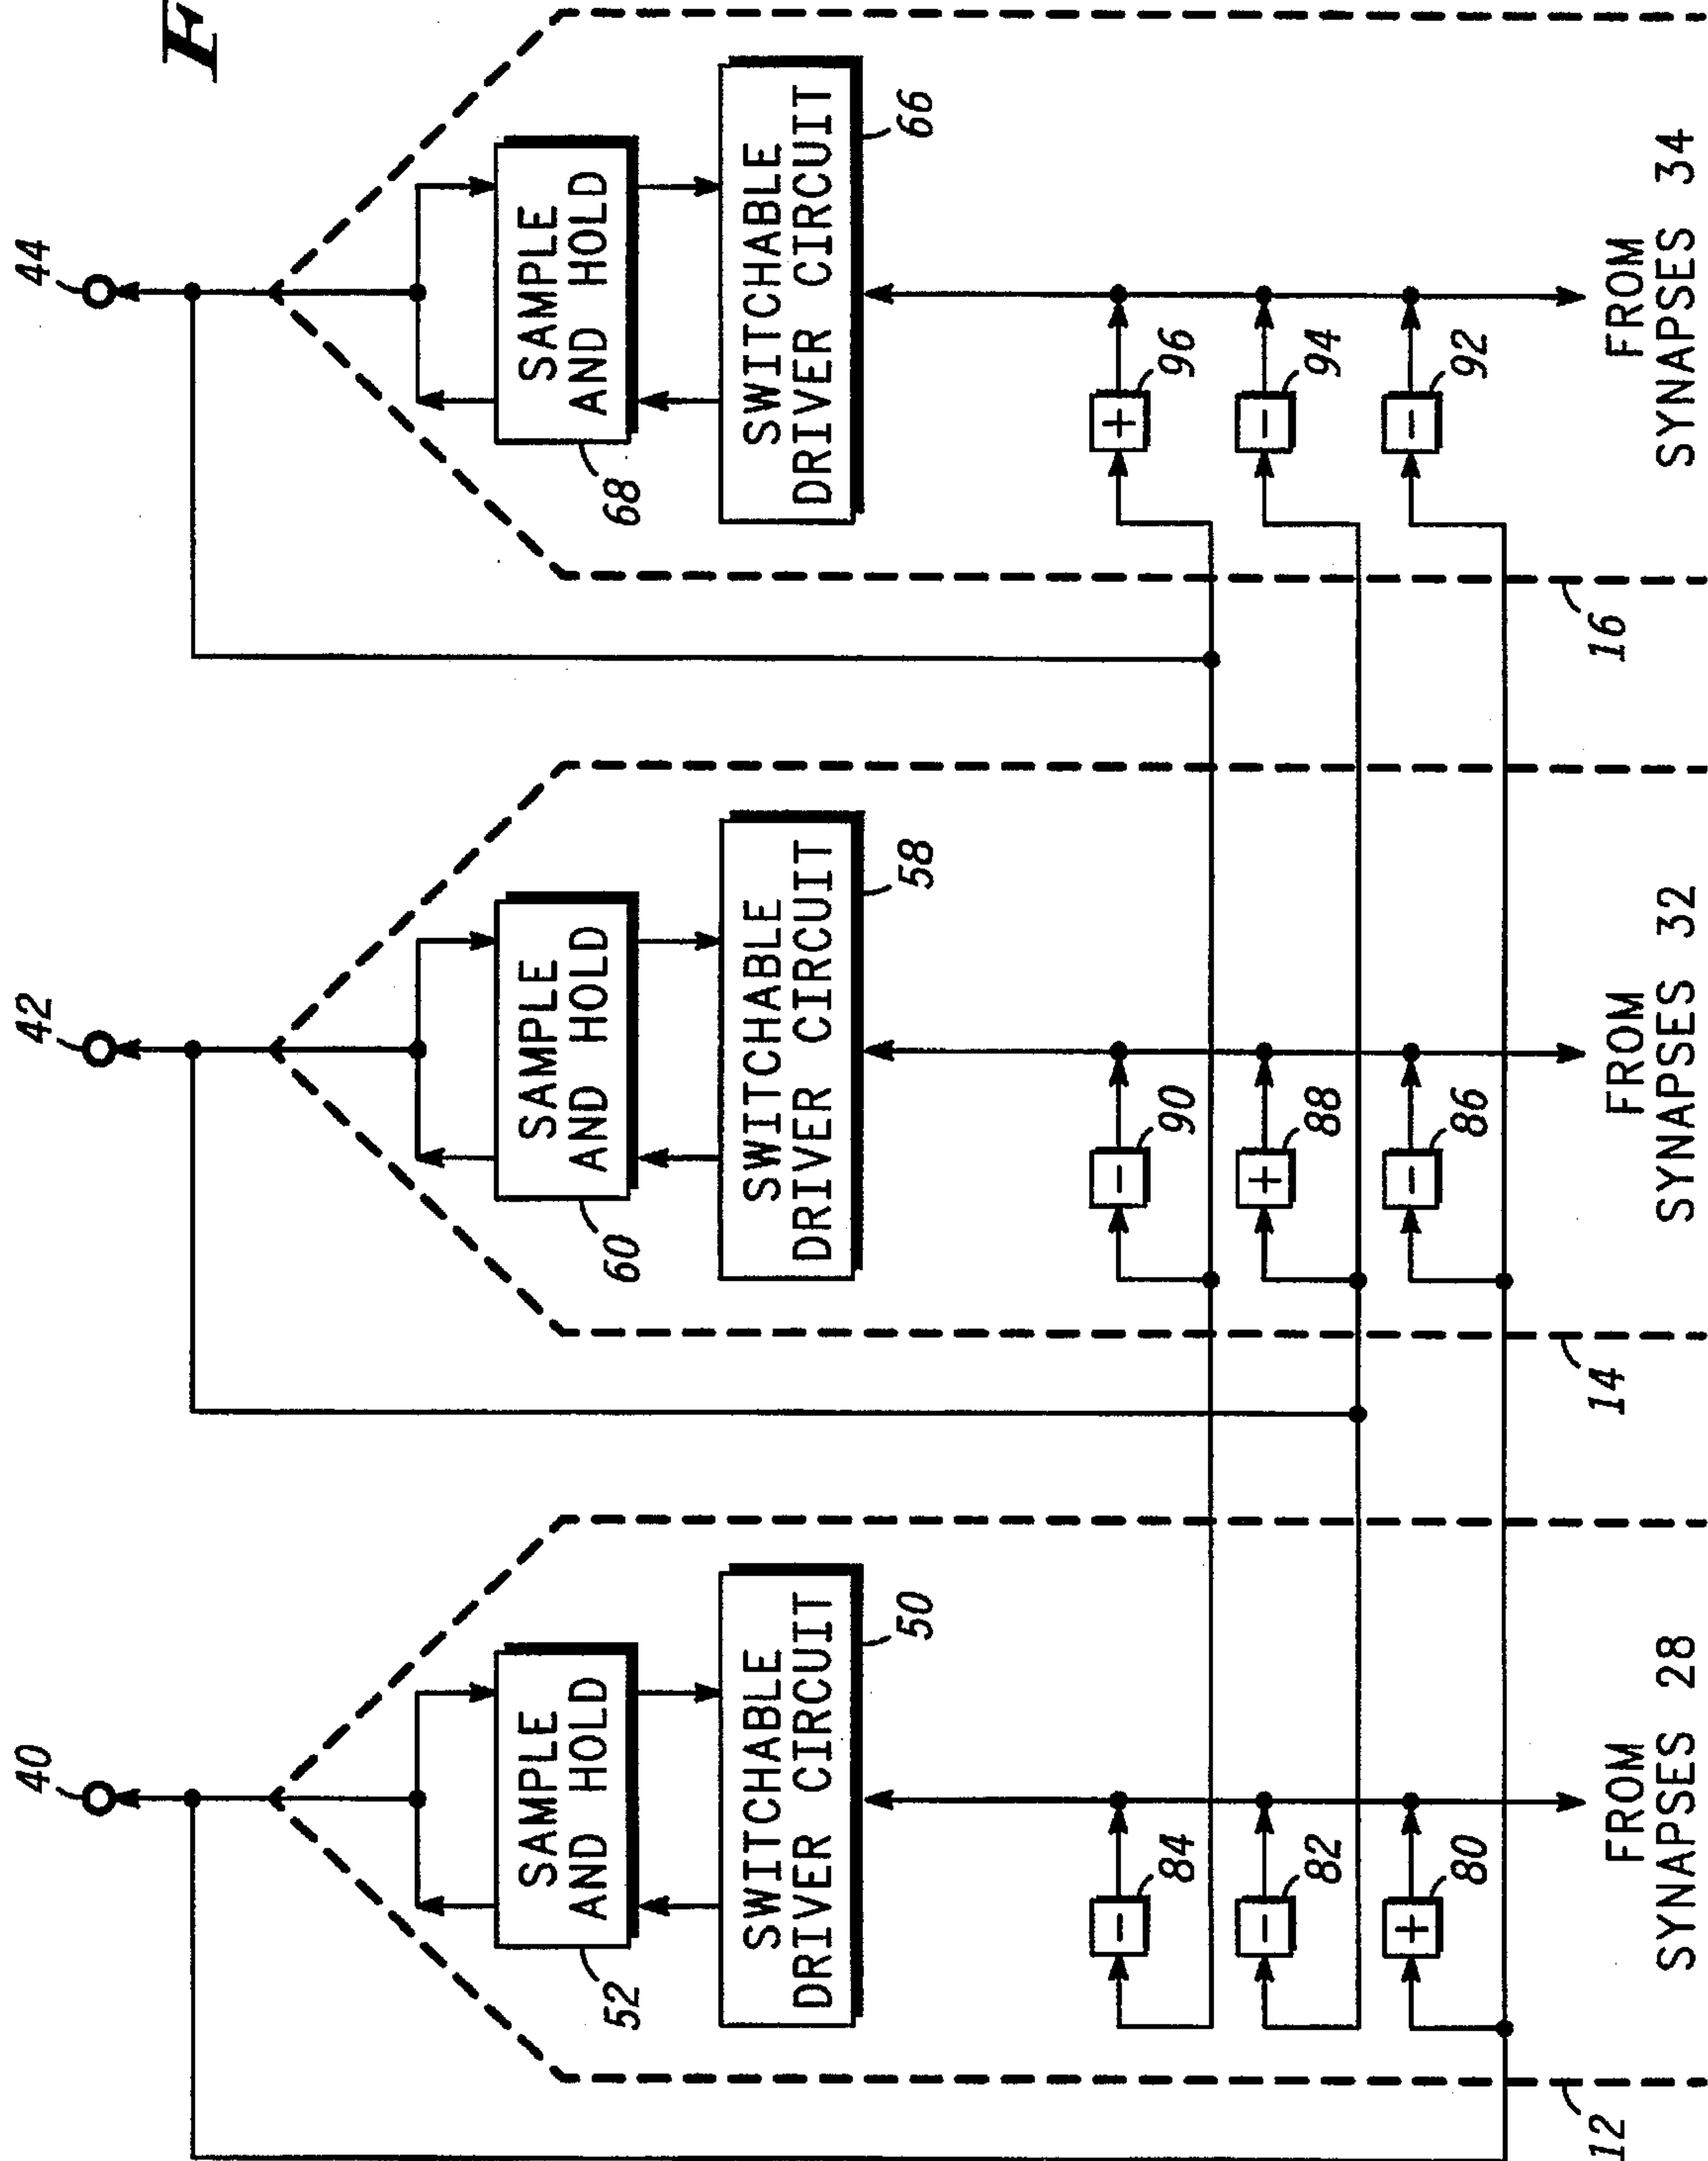 F
40
42
44
SAMPLE
AND HOLD
52
SWITCHABLE
DRIVER CIRCUIT
50
SAMPLE
AND HOLD
60
SWITCHABLE
DRIVER CIRCUIT
58
SAMPLE
AND HOLD
68
SWITCHABLE
DRIVER CIRCUIT
66
- 84
- 90
+ 96
- 82
+ 88
- 94
+ 80
- 86
- 92
12
14
16
FROM
SYNAPSES 28
FROM
SYNAPSES 32
FROM
SYNAPSES 34